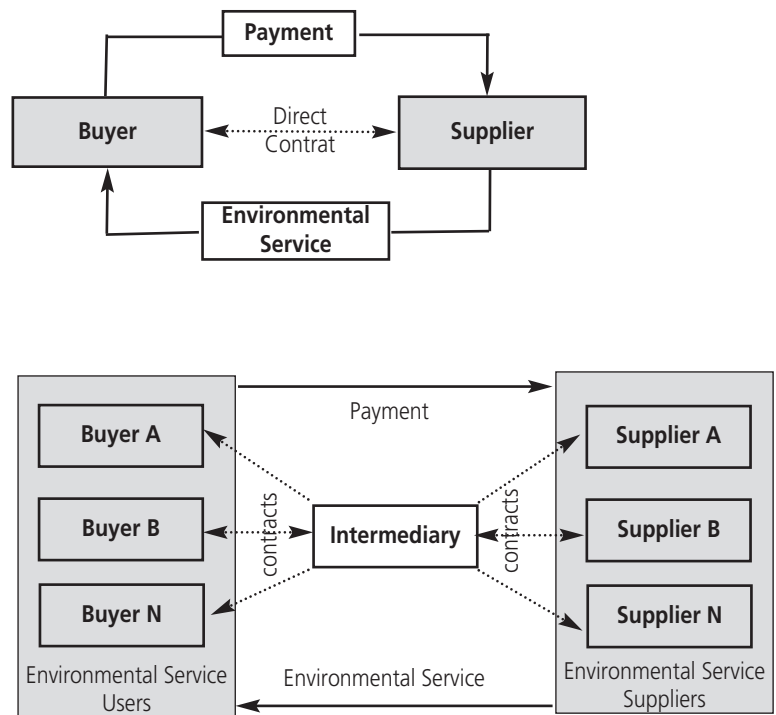 Payment
Buyer
Direct
Contrat
Supplier
Environmental
Service
Payment
Buyer A
Buyer B
Buyer N
Environmental Service
Users
contracts
Intermediary
contracts
Supplier A
Supplier B
Supplier N
Environmental Service
Suppliers
Environmental Service